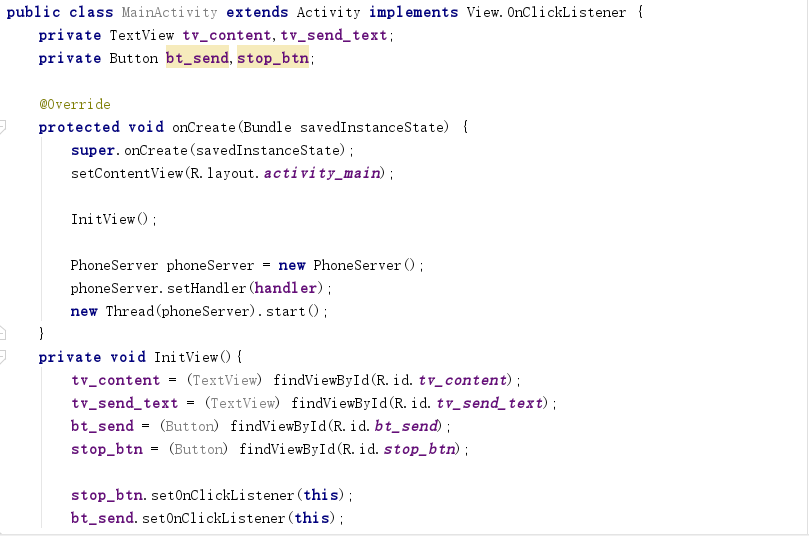 public class MainActivity extends Activity implements View.OnClickListener {
private TextView tv_content,tv_send_text;
private Button bt_send,stop_btn;
@Override
protected void onCreate(Bundle savedInstanceState) {
super.onCreate(savedInstanceState);
setContentView(R.layout.activity_main);
InitView();
PhoneServer phoneServer = new PhoneServer();
phoneServer.setHandler(handler);
new Thread(phoneServer).start();
}
private void InitView(){
tv_content = (TextView) findViewById(R.id.tv_content);
tv_send_text = (TextView) findViewById(R.id.tv_send_text);
bt_send = (Button) findViewById(R.id.bt_send);
stop_btn = (Button) findViewById(R.id.stop_btn);
stop_btn.setOnClickListener(this);
bt_send.setOnClickListener(this);